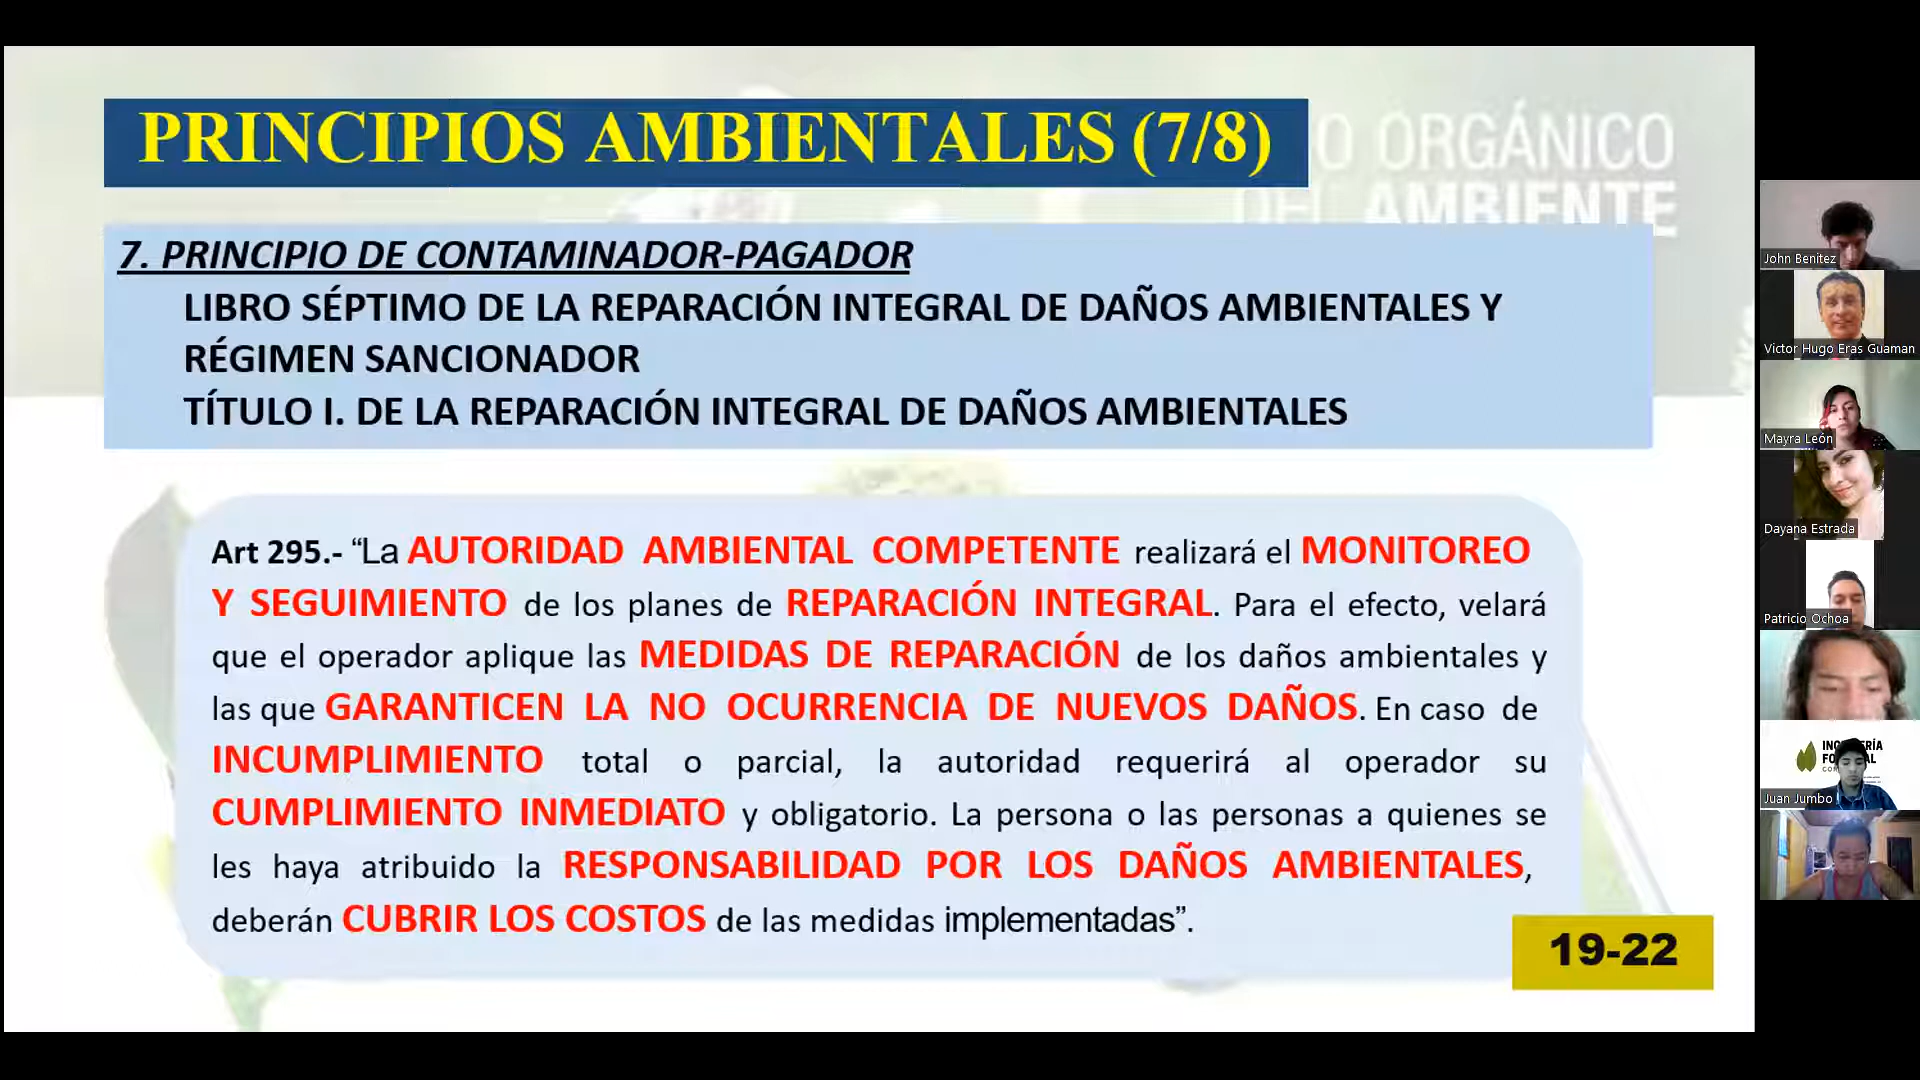 PRINCIPIOS AMBIENTALES (7/8)
O ORGÁNICO
DEL AMBIENTE
7. PRINCIPIO DE CONTAMINADOR-PAGADOR
LIBRO SÉPTIMO DE LA REPARACIÓN INTEGRAL DE DAÑOS AMBIENTALES Y
RÉGIMEN SANCIONADOR
TÍTULO I. DE LA REPARACIÓN INTEGRAL DE DAÑOS AMBIENTALES
Art 295.- “La AUTORIDAD AMBIENTAL COMPETENTE realizará el MONITOREO
Y SEGUIMIENTO de los planes de REPARACIÓN INTEGRAL. Para el efecto, velará
que el operador aplique las MEDIDAS DE REPARACIÓN de los daños ambientales y
las que GARANTICEN LA NO OCURRENCIA DE NUEVOS DAÑOS. En caso de
INCUMPLIMIENTO total o parcial, la autoridad requerirá al operador su
CUMPLIMIENTO INMEDIATO y obligatorio. La persona o las personas a quienes se
les haya atribuido la RESPONSABILIDAD POR LOS DAÑOS AMBIENTALES,
deberán CUBRIR LOS COSTOS de las medidas implementadas”.
19-22
John Benitez
Victor Hugo Eras Guaman
Mayra León
Dayana Estrada
Patricio Ochoa
Juan Jumbo